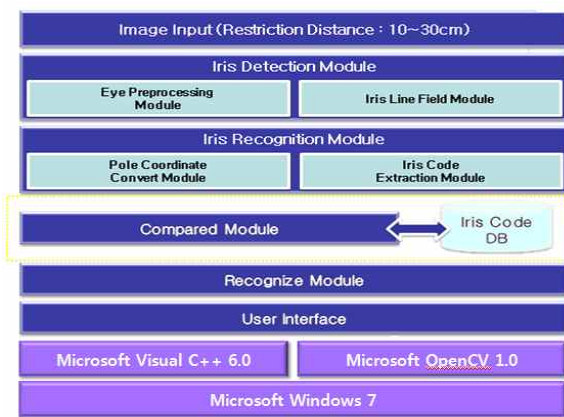 Image Input (Restriction Distance : 10~30cm)
Iris Detection Module
Eye Preprocessing
Module
Iris Line Field Module
Iris Recognition Module
Pole Coordinate
Convert Module
Iris Code
Extraction Module
Compared Module
Iris Code
DB
Recognize Module
User Interface
Microsoft Visual C++ 6.0
Microsoft OpenCV 1.0
Microsoft Windows 7